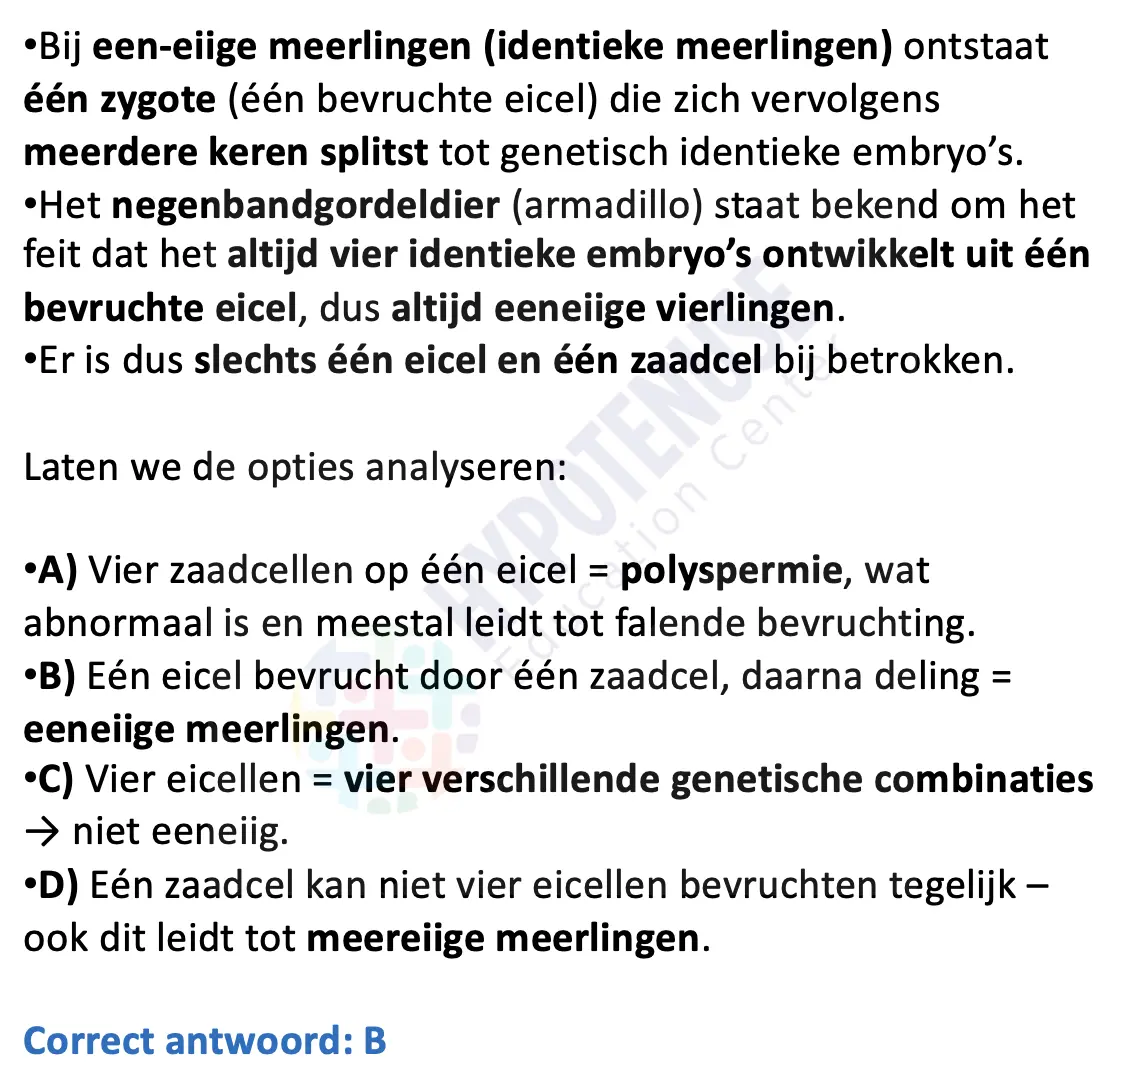 •Bij een-eiige meerlingen (identieke meerlingen) ontstaat
één zygote (één bevruchte eicel) die zich vervolgens
meerdere keren splitst tot genetisch identieke embryo’s.
•Het negenbandgordeldier (armadillo) staat bekend om het
feit dat het altijd vier identieke embryo’s ontwikkelt uit één
bevruchte eicel, dus altijd eeneiige vierlingen.
•Er is dus slechts één eicel en één zaadcel bij betrokken.
Laten we de opties analyseren:
•A) Vier zaadcellen op één eicel = polyspermie, wat
abnormaal is en meestal leidt tot falende bevruchting.
•B) Eén eicel bevrucht door één zaadcel, daarna deling =
eeneiige meerlingen.
•C) Vier eicellen = vier verschillende genetische combinaties
→ niet eeneiig.
•D) Eén zaadcel kan niet vier eicellen bevruchten tegelijk –
ook dit leidt tot meereiige meerlingen.
Correct antwoord: B
HYPOTENUSE
Education Center